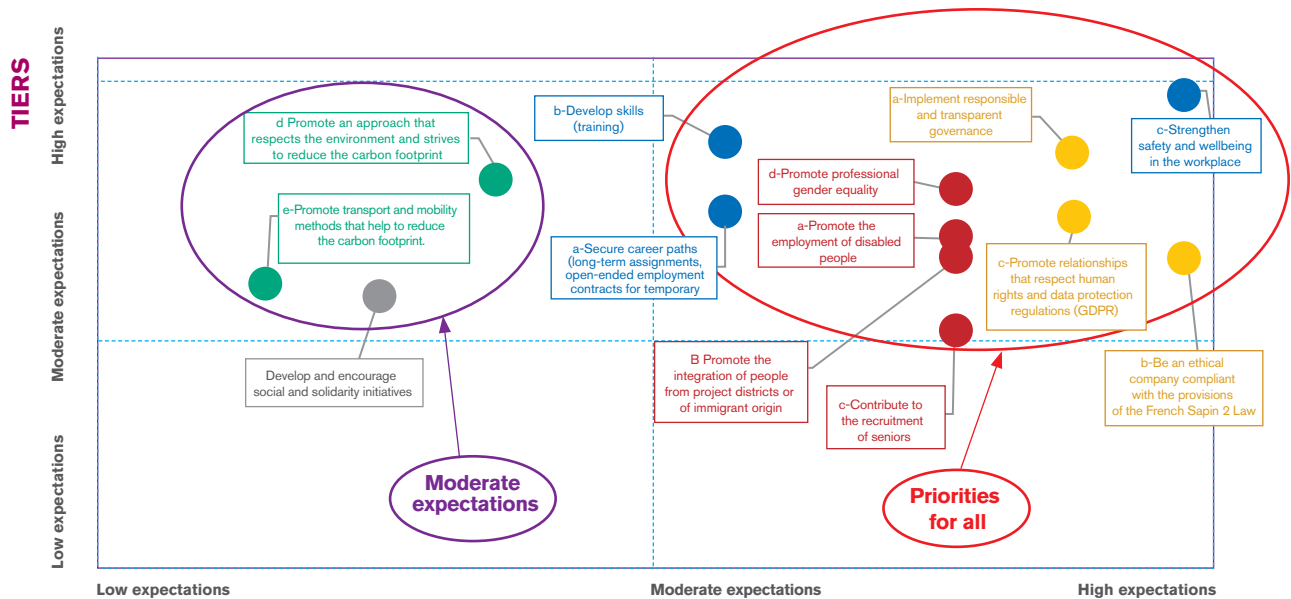 TIERS
High expectations
Moderate expectations
Low expectations
d Promote an approach that
respects the environment and strives
to reduce the carbon footprint
e-Promote transport and mobility
methods that help to reduce
the carbon footprint.
Develop and encourage
social and solidarity initiatives
Moderate
expectations
b-Develop skills
(training)
a-Secure career paths
(long-term assignments,
open-ended employment
contracts for temporary
d-Promote professional
gender equality
a-Promote the
employment of disabled
people
B Promote the
integration of people
from project districts or
of immigrant origin
c-Contribute to
the recruitment
of seniors
a-Implement responsible
and transparent
governance
c-Strengthen
safety and wellbeing
in the workplace
c-Promote relationships
that respect human
rights and data protection
regulations (GDPR)
b-Be an ethical
company compliant
with the provisions
of the French Sapin 2 Law
Priorities
for all
Low expectations
Moderate expectations
High expectations